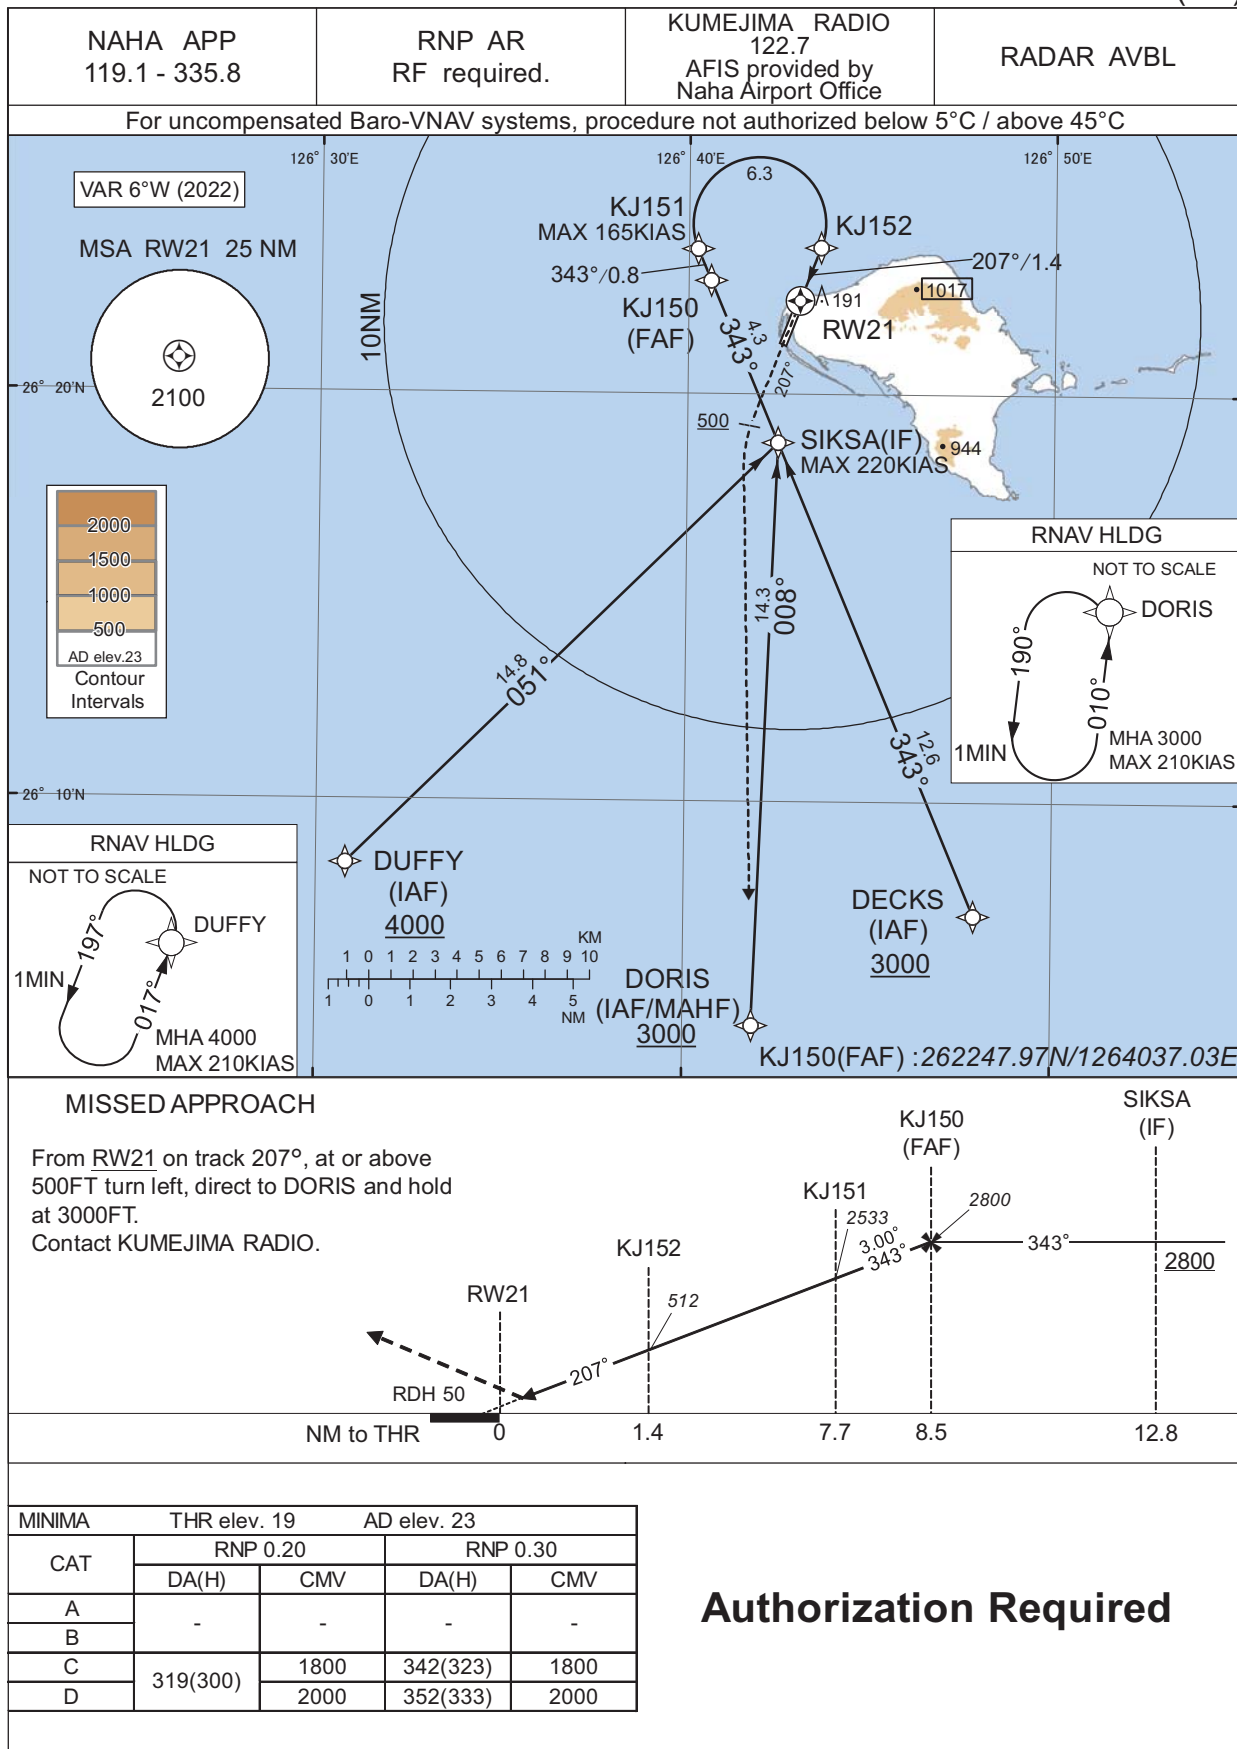 NAHA APP
119.1 - 335.8
RNP AR
RF required.
KUMEJIMA RADIO
122.7
AFIS provided by
Naha Airport Office
RADAR AVBL
For uncompensated Baro-VNAV systems, procedure not authorized below 5°C / above 45°C
126° 30'E
126° 40'E
126° 50'E
VAR 6°W (2022)
MSA RW21 25 NM
2100
10NM
26° 20'N
6.3
KJ151
MAX 165KIAS
KJ152
343°/0.8
207°/1.4
KJ150
(FAF)
191
1017
RW21
4.3
343°
207°
500
SIKSA(IF)
MAX 220KIAS
944
2000
1500
1000
500
AD elev.23
Contour
Intervals
RNAV HLDG
NOT TO SCALE
DORIS
190°
010°
1MIN
MHA 3000
MAX 210KIAS
14.8
051°
14.3
008°
12.6
343°
26° 10'N
RNAV HLDG
NOT TO SCALE
DUFFY
197°
017°
1MIN
MHA 4000
MAX 210KIAS
DUFFY
(IAF)
4000
KM
1 0 1 2 3 4 5 6 7 8 9 10
1 0 1 2 3 4 5
NM
DORIS
(IAF/MAHF)
3000
DECKS
(IAF)
3000
KJ150(FAF) :262247.97N/1264037.03E
MISSED APPROACH
From RW21 on track 207°, at or above
500FT turn left, direct to DORIS and hold
at 3000FT.
Contact KUMEJIMA RADIO.
SIKSA
(IF)
KJ150
(FAF)
KJ151
2533
2800
3.00°
343°
343°
2800
KJ152
512
RW21
207°
RDH 50
NM to THR 0 1.4 7.7 8.5 12.8
MINIMA THR elev. 19 AD elev. 23
CAT RNP 0.20 RNP 0.30
DA(H) CMV DA(H) CMV
A
B
- - - -
C 319(300) 1800 342(323) 1800
D 2000 352(333) 2000
Authorization Required